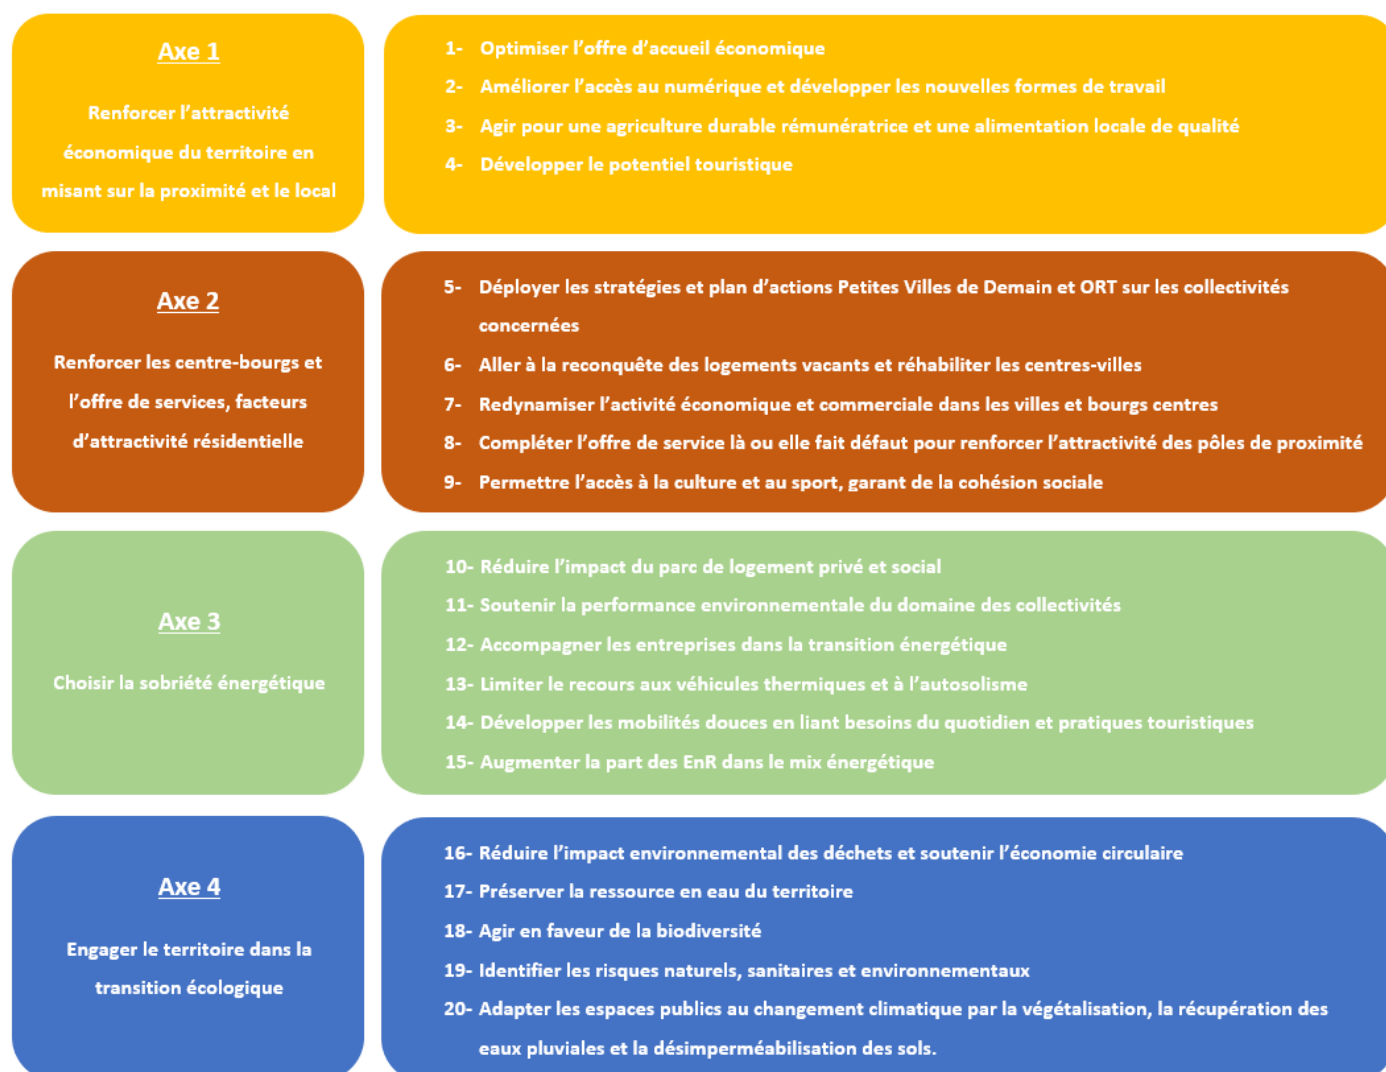 Axe 1
Renforcer l’attractivité
économique du territoire en
misant sur la proximité et le local
1- Optimiser l’offre d’accueil économique
2- Améliorer l’accès au numérique et développer les nouvelles formes de travail
3- Agir pour une agriculture durable rémunératrice et une alimentation locale de qualité
4- Développer le potentiel touristique
Axe 2
Renforcer les centre-bourgs et
l’offre de services, facteurs
d’attractivité résidentielle
5- Déployer les stratégies et plan d’actions Petites Villes de Demain et ORT sur les collectivités
concernées
6- Aller à la reconquête des logements vacants et réhabiliter les centres-villes
7- Redynamiser l’activité économique et commerciale dans les villes et bourgs centres
8- Compléter l’offre de service là ou elle fait défaut pour renforcer l’attractivité des pôles de proximité
9- Permettre l’accès à la culture et au sport, garant de la cohésion sociale
Axe 3
Choisir la sobriété énergétique
10- Réduire l’impact du parc de logement privé et social
11- Soutenir la performance environnementale du domaine des collectivités
12- Accompagner les entreprises dans la transition énergétique
13- Limiter le recours aux véhicules thermiques et à l’autosolisme
14- Développer les mobilités douces en liant besoins du quotidien et pratiques touristiques
15- Augmenter la part des EnR dans le mix énergétique
Axe 4
Engager le territoire dans la
transition écologique
16- Réduire l’impact environnemental des déchets et soutenir l’économie circulaire
17- Préserver la ressource en eau du territoire
18- Agir en faveur de la biodiversité
19- Identifier les risques naturels, sanitaires et environnementaux
20- Adapter les espaces publics au changement climatique par la végétalisation, la récupération des
eaux pluviales et la désimperméabilisation des sols.